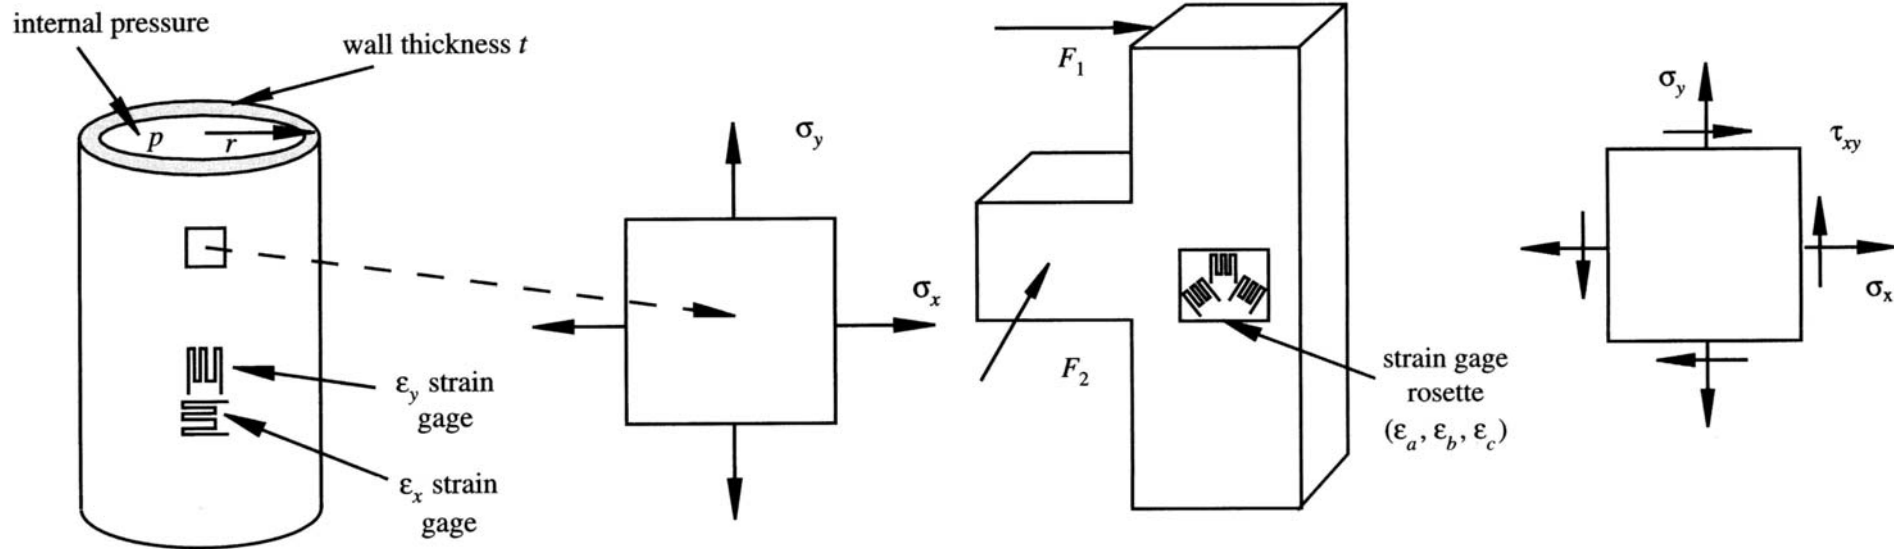 internal pressure
wall thickness t
p
r
σy
σx
εy strain
gage
εx strain
gage
F1
F2
strain gage
rosette
(εa, εb, εc)
σy
τxy
σx